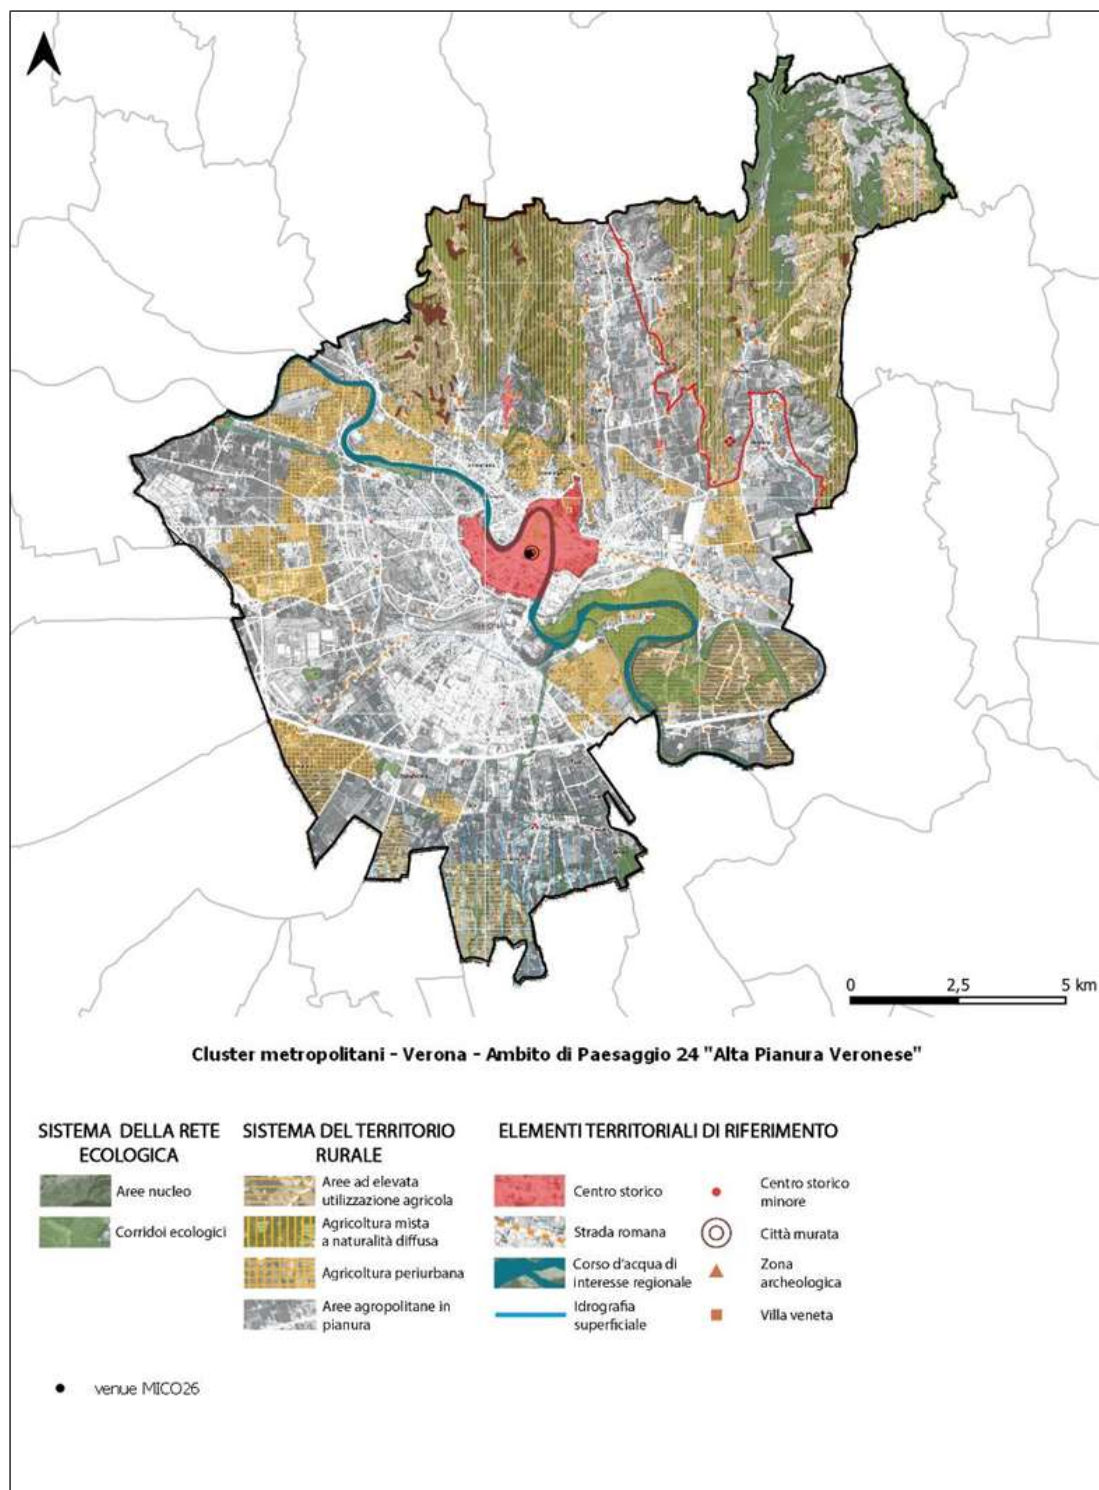 0 2,5 5 km
Cluster metropolitani - Verona - Ambito di Paesaggio 24 "Alta Pianura Veronese"
SISTEMA DELLA RETE
ECOLOGICA
Aree nucleo
Corridoi ecologici
SISTEMA DEL TERRITORIO
RURALE
Aree ad elevata
utilizzazione agricola
Agricoltura mista
a naturalità diffusa
Agricoltura periurbana
Aree agropolitane in
pianura
ELEMENTI TERRITORIALI DI RIFERIMENTO
Centro storico
Strada romana
Corso d'acqua di
interesse regionale
Idrografia
superficiale
Centro storico
minore
Città murata
Zona
archeologica
Villa veneta
venue MICO26